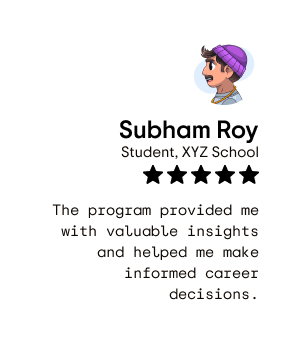 Subham Roy
Student, XYZ School
The program provided me
with valuable insights
and helped me make
informed career
decisions.